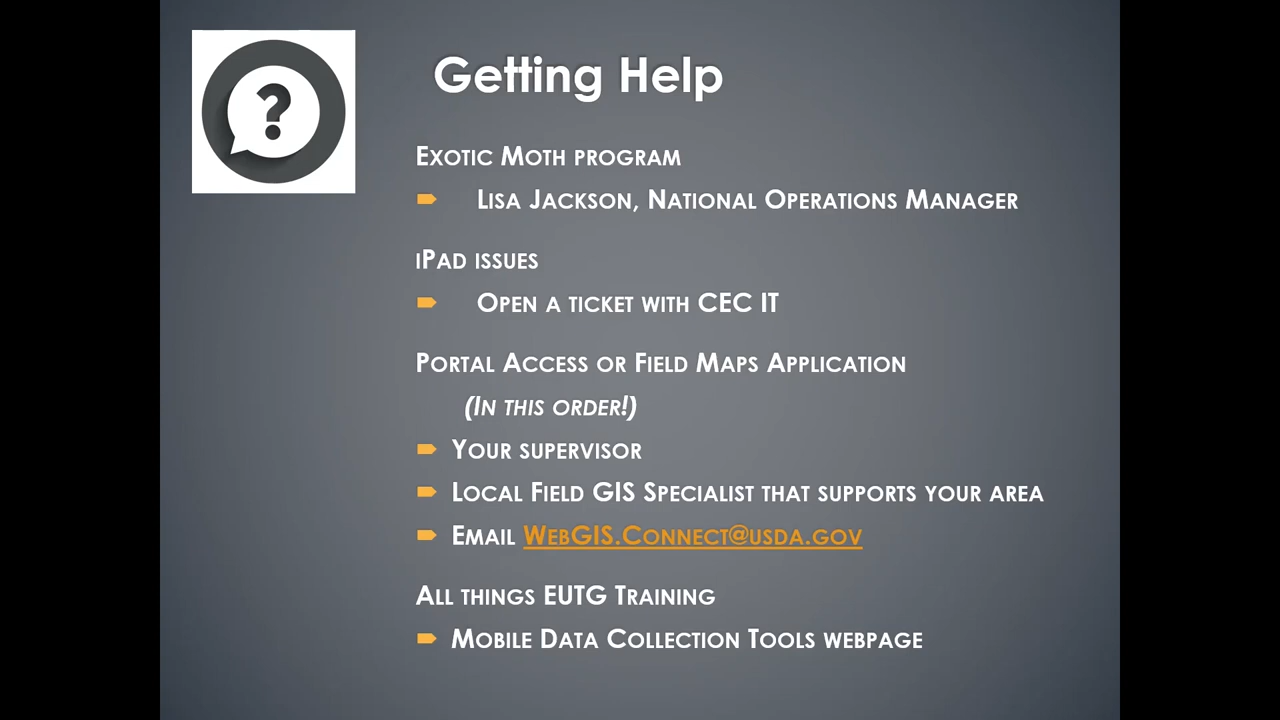 ?
Getting Help
Exotic Moth program
Lisa Jackson, National Operations Manager
iPad issues
Open a ticket with CEC IT
Portal Access or Field Maps Application
(In this order!)
Your supervisor
Local Field GIS Specialist that supports your area
Email WebGIS.Connect@usda.gov
All things EUTG Training
Mobile Data Collection Tools webpage